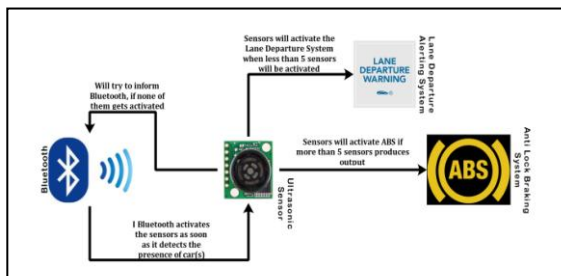 Sensors will activate the
Lane Departure System
when less than 5 sensors
will be activated
LANE
DEPARTURE
WARNING
Lane Departure
Alerting System
Will try to inform
Bluetooth, if none of
them gets activated
Bluetooth
Ultrasonic
Sensor
Sensors will activate ABS if
more than 5 sensors produces
output
ABS
Anti Lock Braking
System
I Bluetooth activates
the sensors as soon
as it detects the
presence of car(s)